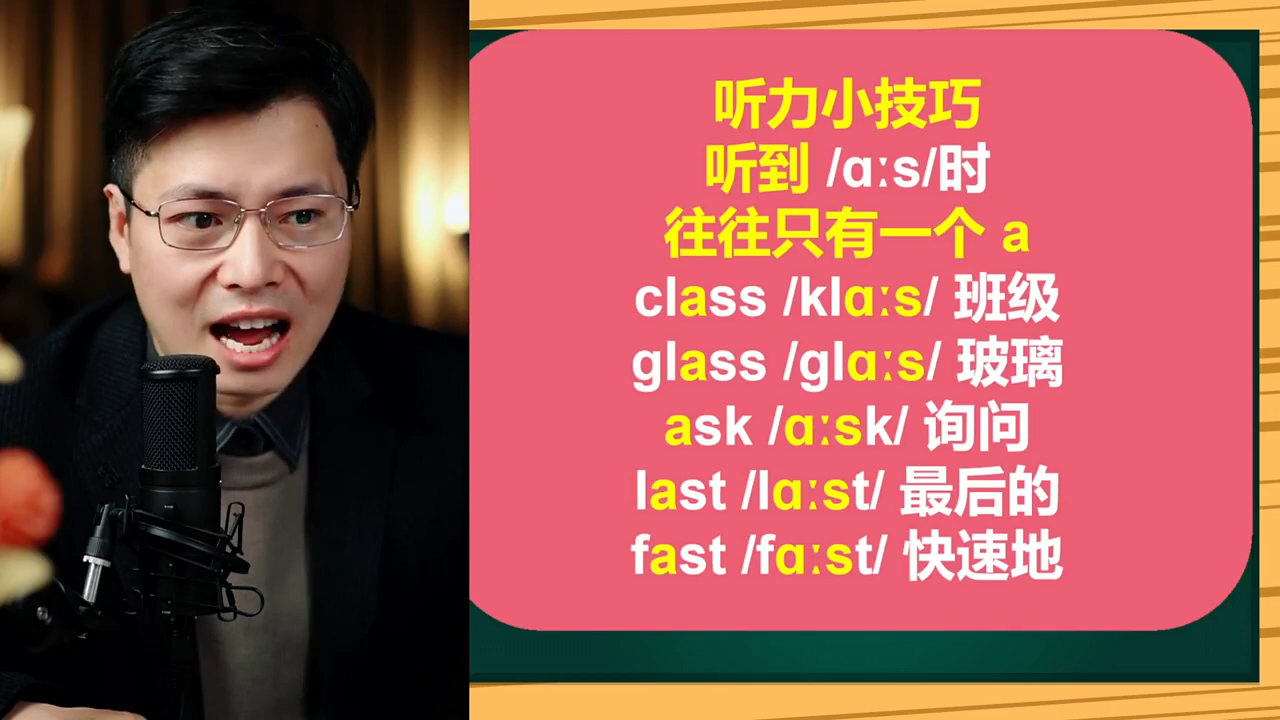 听力小技巧
听到 /ɑːs/时
往往只有一个 a
class /klɑːs/ 班级
glass /glɑːs/ 玻璃
ask /ɑːsk/ 询问
last /lɑːst/ 最后的
fast /fɑːst/ 快速地